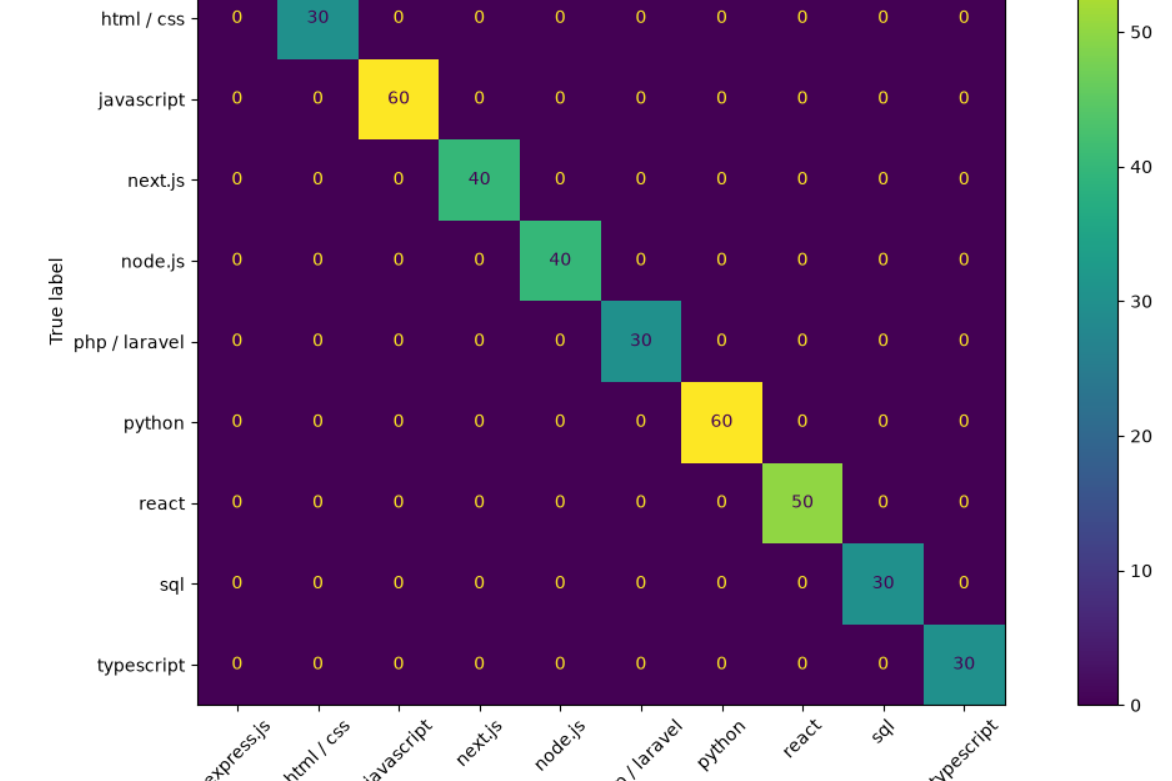 html / css 0 30 0 0 0 0 0 0 0 0 50
javascript 0 0 60 0 0 0 0 0 0 0
next.js 0 0 0 40 0 0 0 0 0 0 40
node.js 0 0 0 0 40 0 0 0 0 0
True label
php / laravel 0 0 0 0 0 30 0 0 0 0 30
python 0 0 0 0 0 0 60 0 0 0 20
react 0 0 0 0 0 0 0 50 0 0
sql 0 0 0 0 0 0 0 0 30 0 10
typescript 0 0 0 0 0 0 0 0 0 30 0
express.js html / css javascript next.js node.js / laravel python react sql typescript